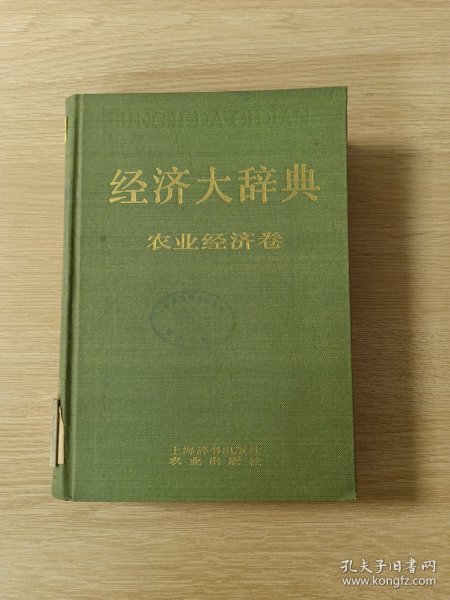 JINGJI DA CIDIAN
经济大辞典
农业经济卷
上海辞书出版社
农业出版社
孔夫子旧书网
www.kongfz.com